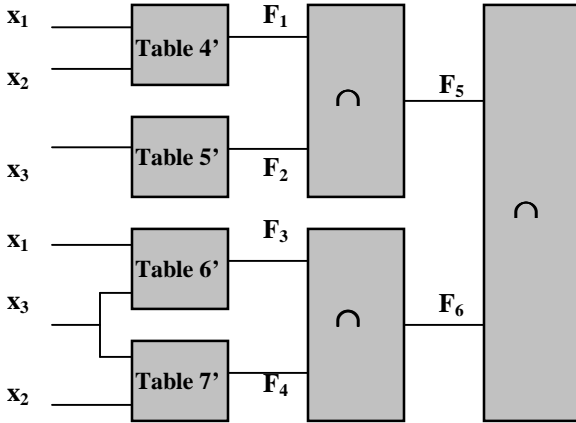 x₁ Table 4’ F₁
x₂
∩ F₅
x₃ Table 5’ F₂
∩
x₁ Table 6’ F₃
x₃
∩ F₆
x₂ Table 7’ F₄